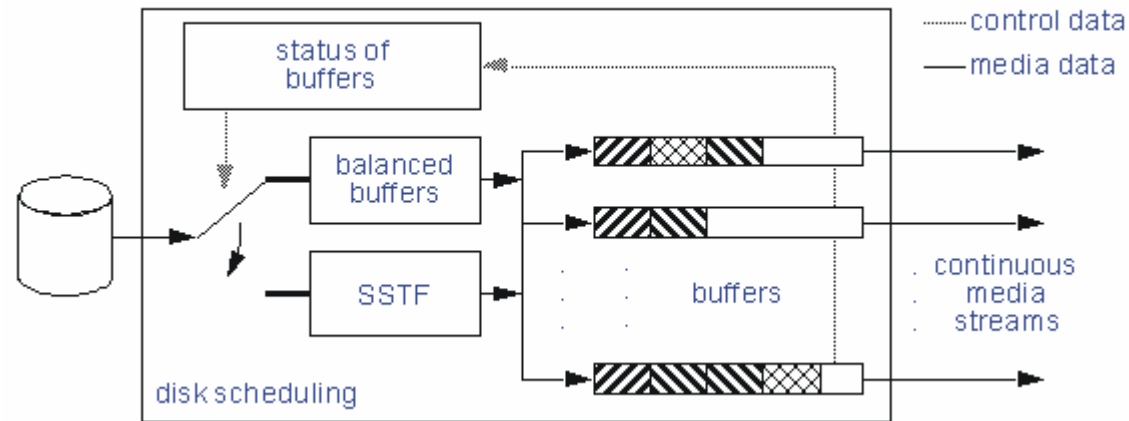 status of
buffers
control data
media data
balanced
buffers
SSTF
buffers
continuous
media
streams
disk scheduling